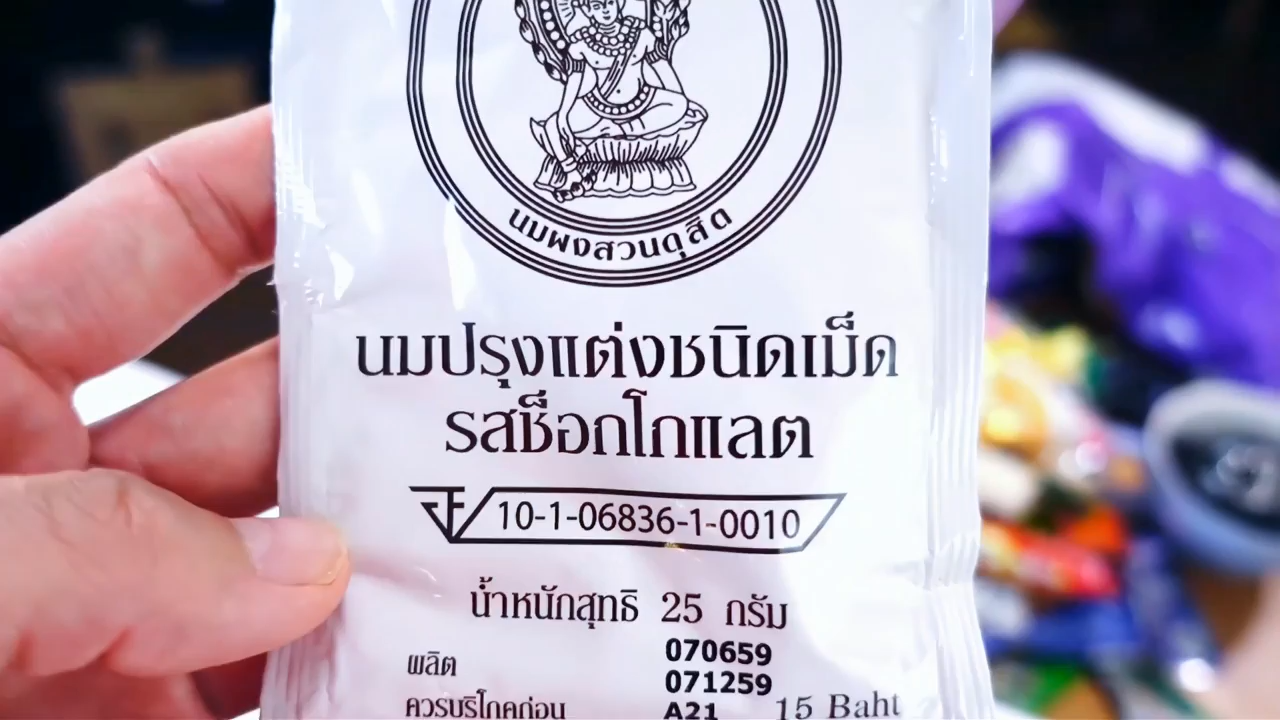 นมผงสวนดุสิต
นมปรุงแต่งชนิดเม็ด
รสช็อกโกแลต
10-1-06836-1-0010
น้ำหนักสุทธิ 25 กรัม
ผลิต 070659
071259
ควรบริโภคก่อน A21 15 Baht